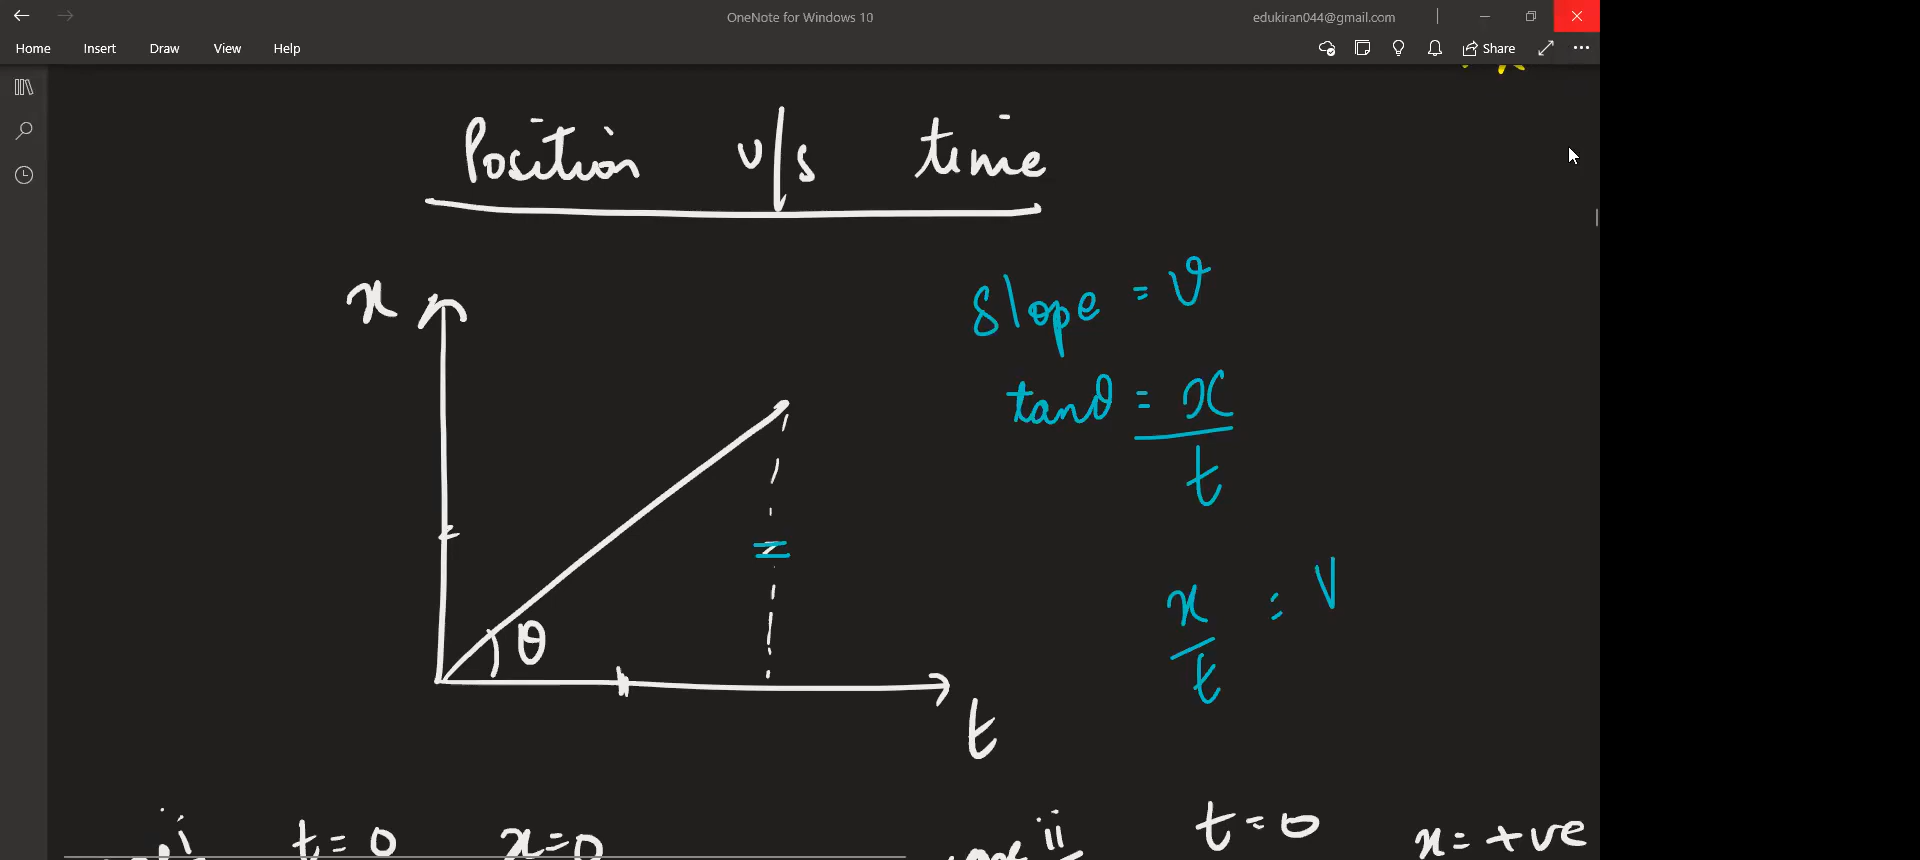 OneNote for Windows 10
edukiran044@gmail.com
Home Insert Draw View Help
Share
Position v/s time
x
slope = v
tanθ = x
t
x = V
t
θ
t
ii t=0 x=+ve
i t=0 x=0